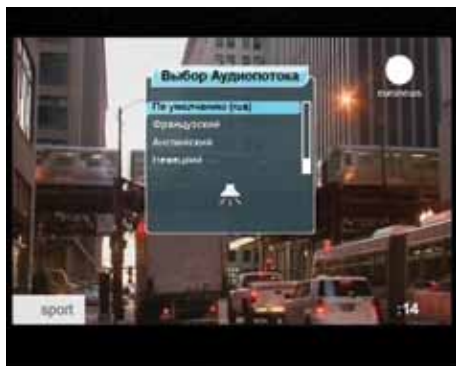 Выбор Аудиопотока
По умолчанию (rus)
Французский
Английский
Немецкий
euronews
sport
:14